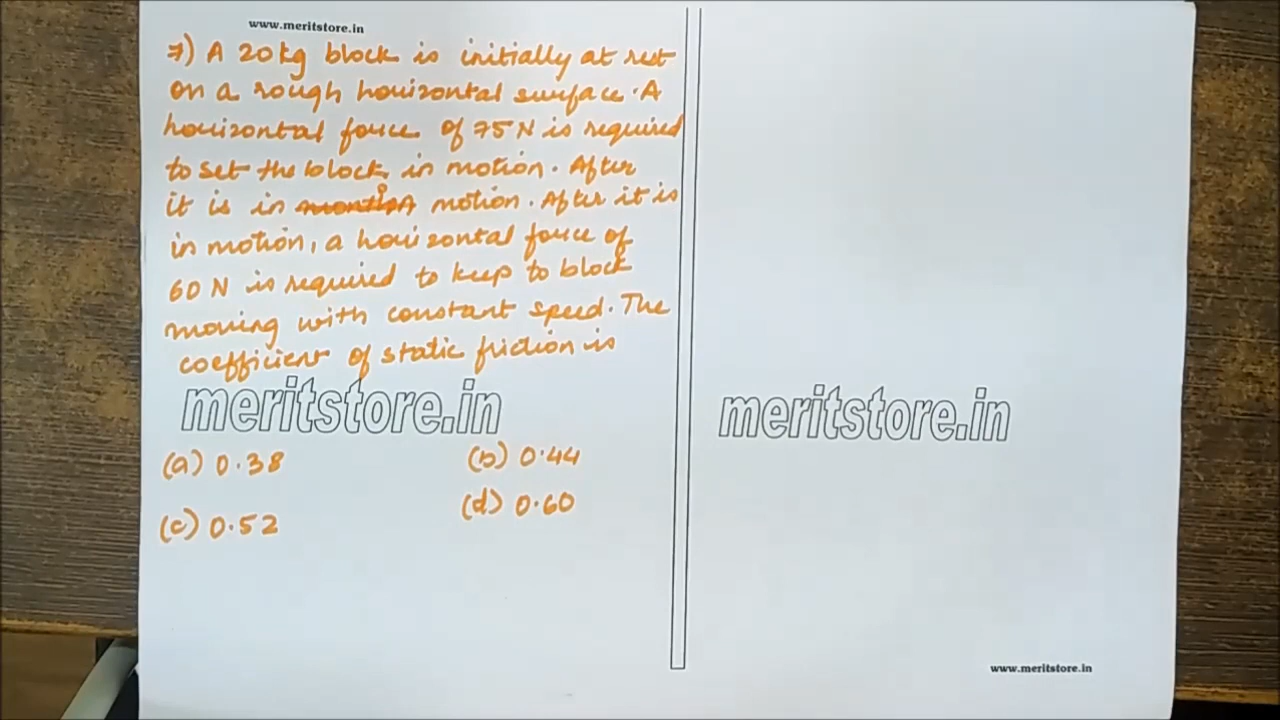 www.meritstore.in
7) A 20kg block is initially at rest
on a rough horizontal surface. A
horizontal force of 75N is required
to set the block in motion. After
it is in motion. After it is
in motion, a horizontal force of
60 N is required to keep to block
moving with constant speed. The
coefficient of static friction is
meritstore.in
(a) 0.38 (b) 0.44
(c) 0.52 (d) 0.60
meritstore.in
www.meritstore.in